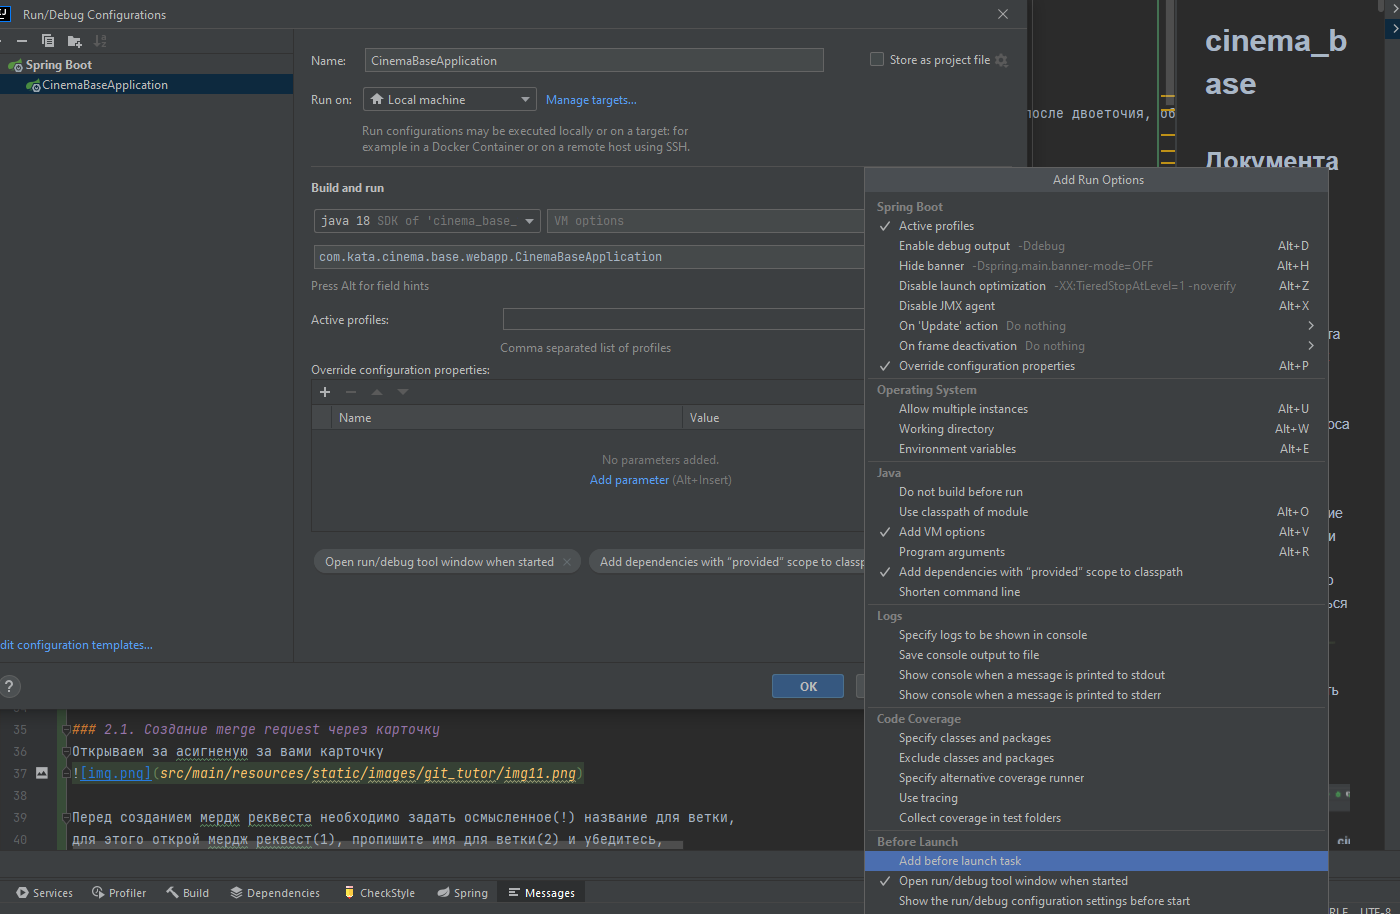 Run/Debug Configurations
Spring Boot
CinemaBaseApplication
Name:
CinemaBaseApplication
Store as project file
Run on:
Local machine
Manage targets...
Run configurations may be executed locally or on a target: for
example in a Docker Container or on a remote host using SSH.
Build and run
java 18 SDK of 'cinema_base_
VM options
com.kata.cinema.base.webapp.CinemaBaseApplication
Press Alt for field hints
Active profiles:
Comma separated list of profiles
Override configuration properties:
Name
Value
No parameters added.
Add parameter (Alt+Insert)
Open run/debug tool window when started
Add dependencies with “provided” scope to classp
dit configuration templates...
?
OK
Add Run Options
Spring Boot
Active profiles
Enable debug output -Ddebug Alt+D
Hide banner -Dspring.main.banner-mode=OFF Alt+H
Disable launch optimization -XX:TieredStopAtLevel=1 -noverify Alt+Z
Disable JMX agent Alt+X
On 'Update' action Do nothing
On frame deactivation Do nothing
Override configuration properties Alt+P
Operating System
Allow multiple instances Alt+U
Working directory Alt+W
Environment variables Alt+E
Java
Do not build before run
Use classpath of module Alt+O
Add VM options Alt+V
Program arguments Alt+R
Add dependencies with “provided” scope to classpath
Shorten command line
Logs
Specify logs to be shown in console
Save console output to file
Show console when a message is printed to stdout
Show console when a message is printed to stderr
Code Coverage
Specify classes and packages
Exclude classes and packages
Specify alternative coverage runner
Use tracing
Collect coverage in test folders
Before Launch
Add before launch task
Open run/debug tool window when started
Show the run/debug configuration settings before start
cinema_b
ase
Документа
после двоеточия, об
та
оса
ие
и
о
ься
ть
35 ### 2.1. Создание merge request через карточку
36 Открываем за асигненую за вами карточку
37 ![img.png](src/main/resources/static/images/git_tutor/img11.png)
38
39 Перед созданием мердж реквеста необходимо задать осмысленное(!) название для ветки,
40 для этого открой мердж реквест(1), пропишите имя для ветки(2) и убедитесь,
Services
Profiler
Build
Dependencies
CheckStyle
Spring
Messages
RLF UTF-8